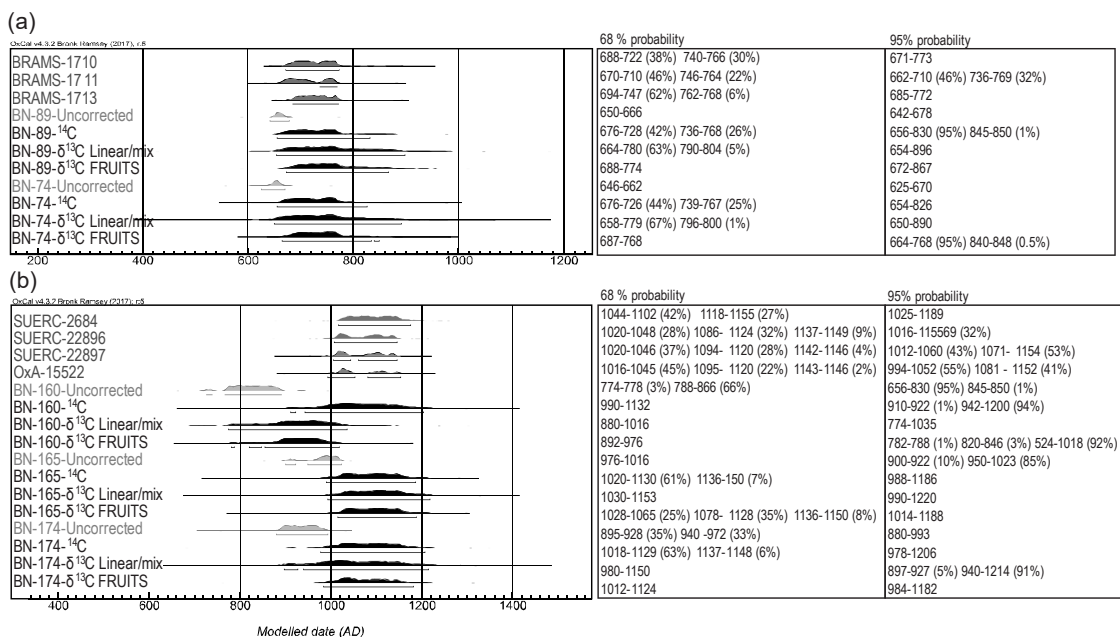 (a)
OxCal v4.3.2 Bronk Ramsey (2017); r:5 68 % probability 95% probability
BRAMS-1710 688-722 (38%) 740-766 (30%) 671-773
BRAMS-1711 670-710 (46%) 746-764 (22%) 662-710 (46%) 736-769 (32%)
BRAMS-1713 694-747 (62%) 762-768 (6%) 685-772
BN-89-Uncorrected 650-666 642-678
BN-89-¹⁴C 676-728 (42%) 736-768 (26%) 656-830 (95%) 845-850 (1%)
BN-89-δ¹³C Linear/mix 664-780 (63%) 790-804 (5%) 654-896
BN-89-δ¹³C FRUITS 688-774 672-867
BN-74-Uncorrected 646-662 625-670
BN-74-¹⁴C 676-726 (44%) 739-767 (25%) 654-826
BN-74-δ¹³C Linear/mix 658-779 (67%) 796-800 (1%) 650-890
BN-74-δ¹³C FRUITS 687-768 664-768 (95%) 840-848 (0.5%)
200 400 600 800 1000 1200
(b)
OxCal v4.3.2 Bronk Ramsey (2017); r:5 68 % probability 95% probability
SUERC-2684 1044-1102 (42%) 1118-1155 (27%) 1025-1189
SUERC-22896 1020-1048 (28%) 1086- 1124 (32%) 1137-1149 (9%) 1016-115569 (32%)
SUERC-22897 1020-1046 (37%) 1094- 1120 (28%) 1142-1146 (4%) 1012-1060 (43%) 1071- 1154 (53%)
OxA-15522 1016-1045 (45%) 1095- 1120 (22%) 1143-1146 (2%) 994-1052 (55%) 1081 - 1152 (41%)
BN-160-Uncorrected 774-778 (3%) 788-866 (66%) 656-830 (95%) 845-850 (1%)
BN-160-¹⁴C 990-1132 910-922 (1%) 942-1200 (94%)
BN-160-δ¹³C Linear/mix 880-1016 774-1035
BN-160-δ¹³C FRUITS 892-976 782-788 (1%) 820-846 (3%) 524-1018 (92%)
BN-165-Uncorrected 976-1016 900-922 (10%) 950-1023 (85%)
BN-165-¹⁴C 1020-1130 (61%) 1136-150 (7%) 988-1186
BN-165-δ¹³C Linear/mix 1030-1153 990-1220
BN-165-δ¹³C FRUITS 1028-1065 (25%) 1078- 1128 (35%) 1136-1150 (8%) 1014-1188
BN-174-Uncorrected 895-928 (35%) 940 -972 (33%) 880-993
BN-174-¹⁴C 1018-1129 (63%) 1137-1148 (6%) 978-1206
BN-174-δ¹³C Linear/mix 980-1150 897-927 (5%) 940-1214 (91%)
BN-174-δ¹³C FRUITS 1012-1124 984-1182
400 600 800 1000 1200 1400
Modelled date (AD)